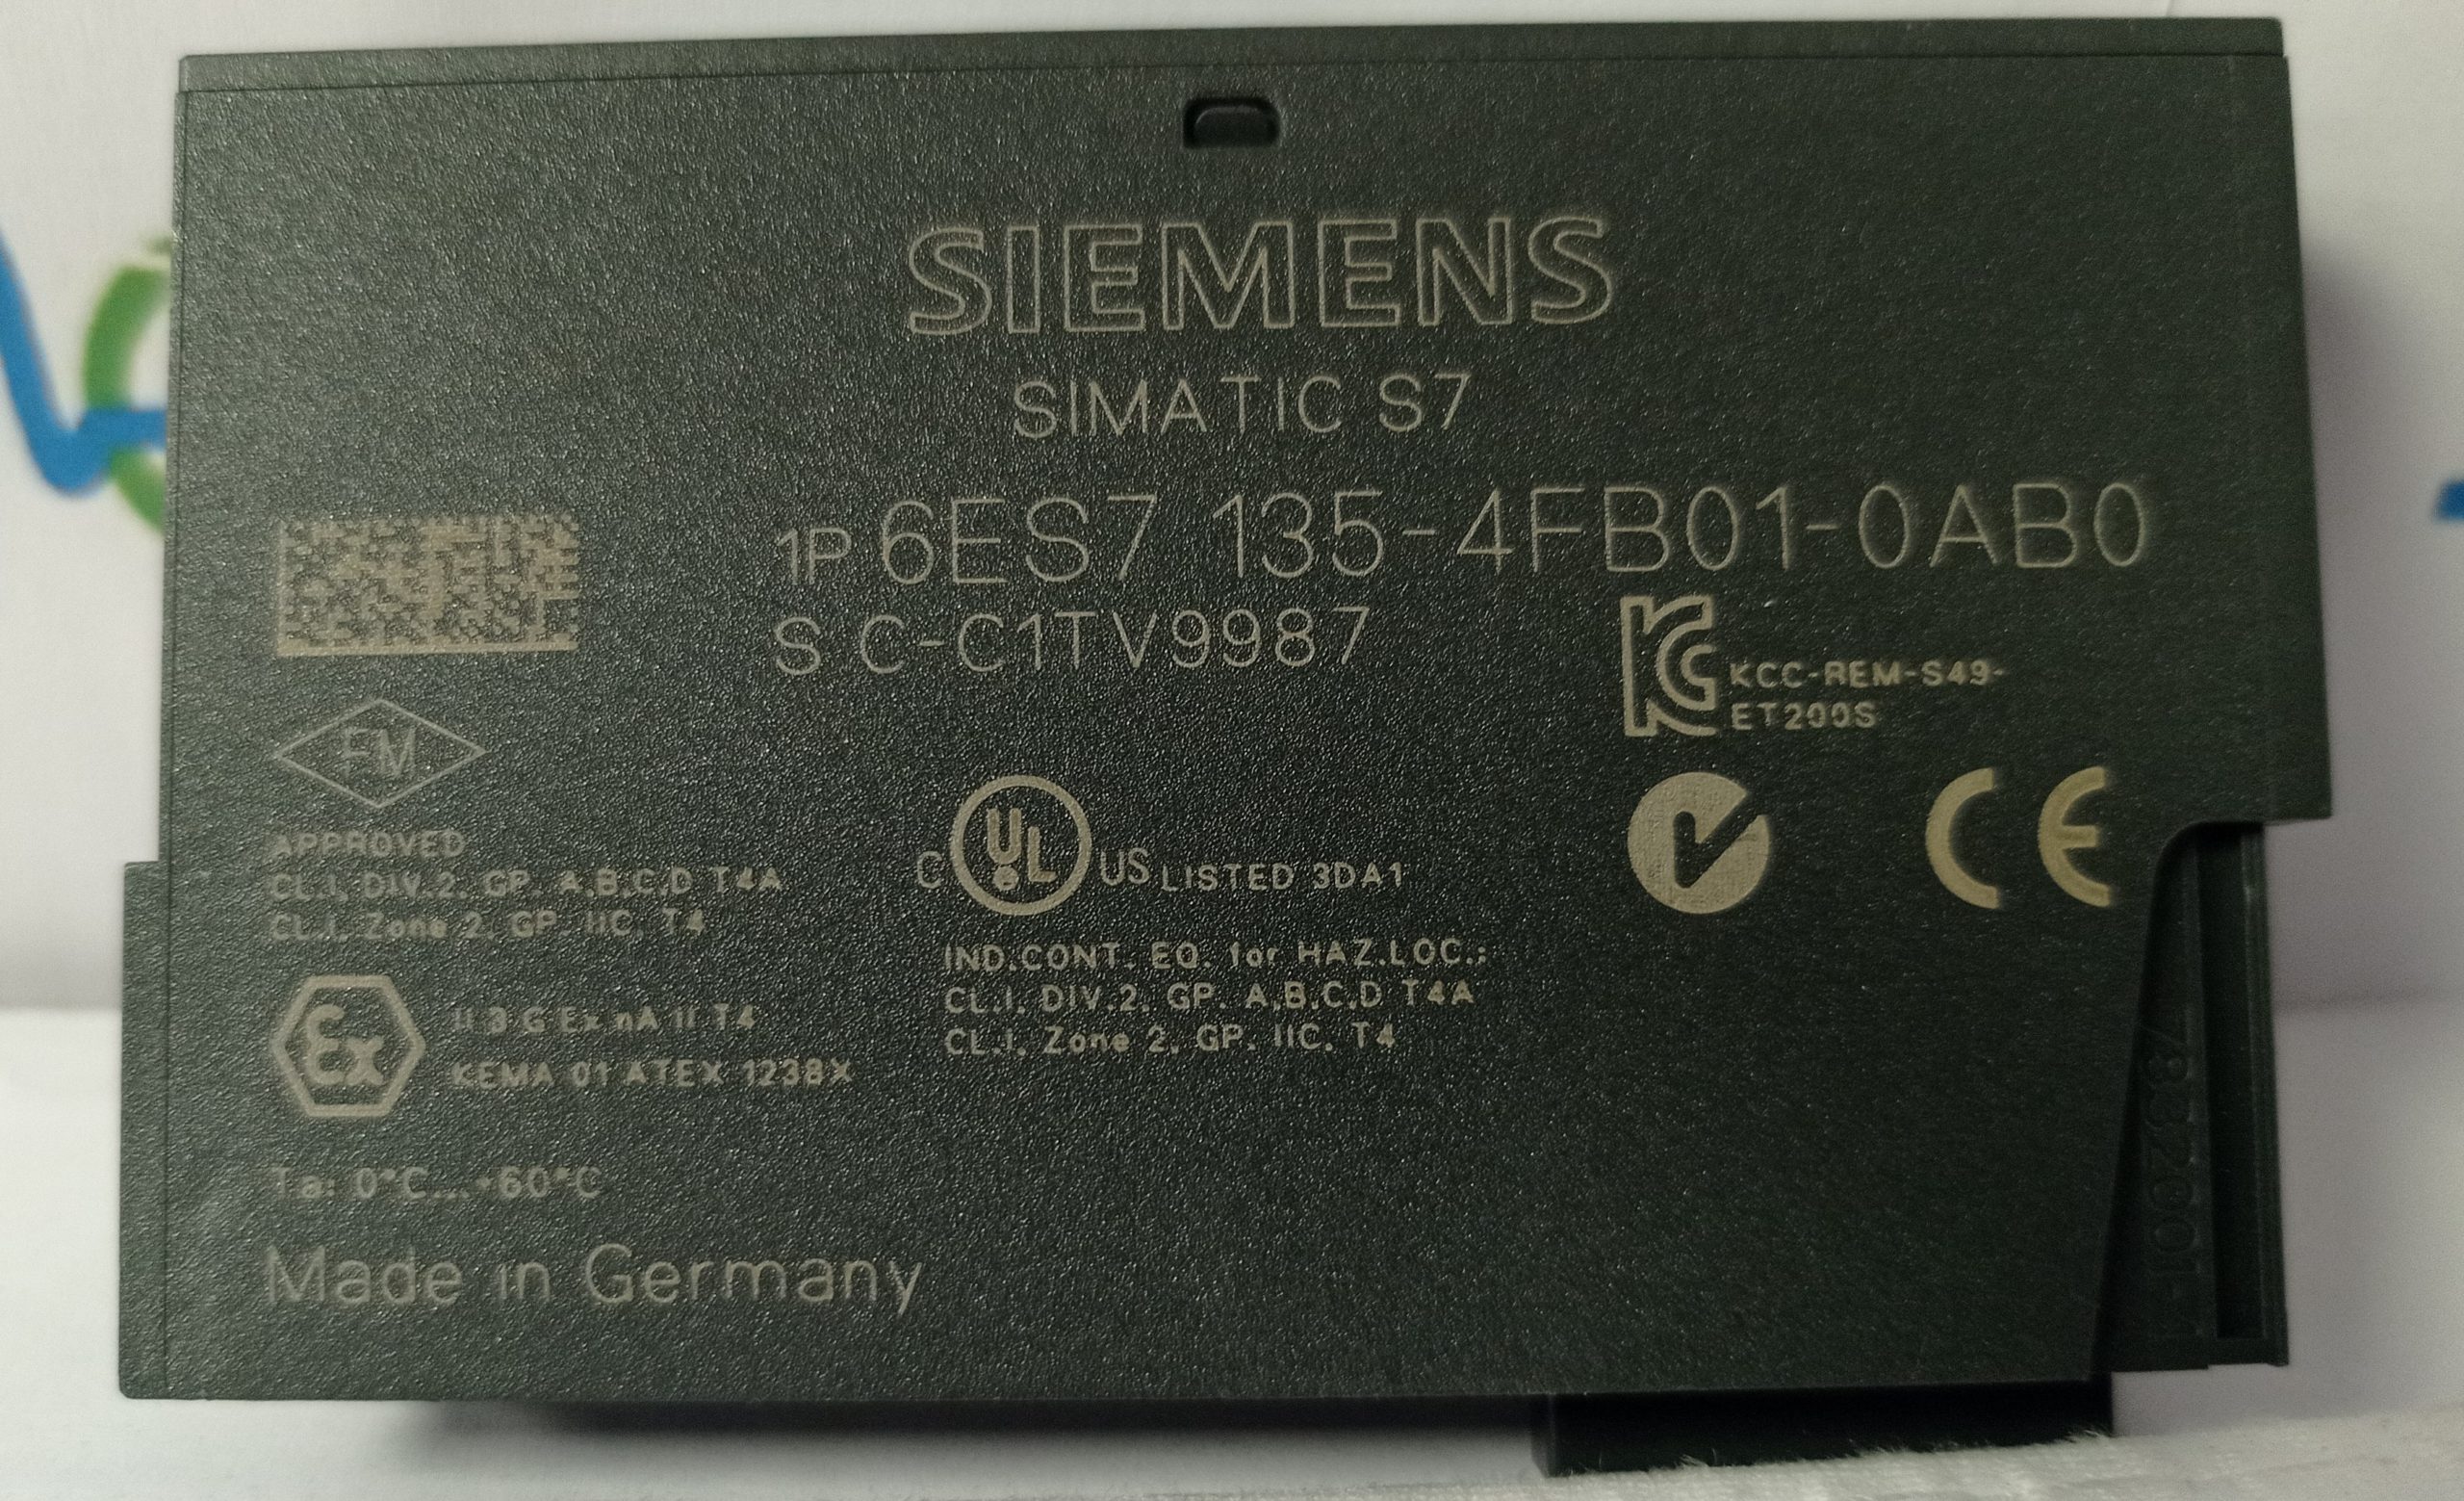 SIEMENS
SIMATIC S7
1P 6ES7 135-4FB01-0AB0
S C-C1TV9987
KCC-REM-S49-
ET200S
FM
APPROVED
CL.I, DIV.2, GP. A,B,C,D T4A
CL.I, Zone 2, GP. IIC, T4
C UL US LISTED 3DA1
IND.CONT. EQ. for HAZ.LOC.:
CL.I, DIV.2, GP. A,B,C,D T4A
CL.I, Zone 2, GP. IIC, T4
CE
Ex
II 3 G Ex nA II T4
KEMA 01 ATEX 1238X
Ta: 0°C...+60°C
Made in Germany